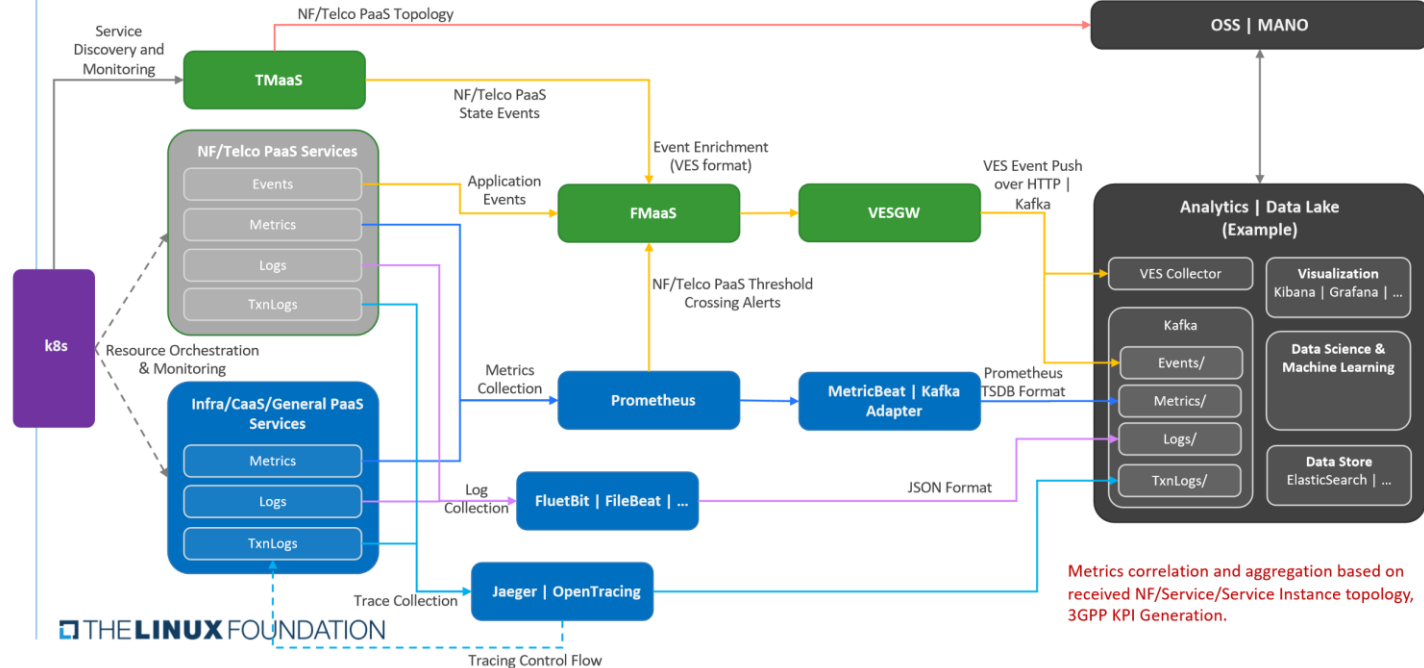 NF/Telco PaaS Topology
OSS | MANO
Service
Discovery and
Monitoring
TMaaS
NF/Telco PaaS
State Events
NF/Telco PaaS Services
Events
Metrics
Logs
TxnLogs
Application
Events
Event Enrichment
(VES format)
FMaaS
VESGW
VES Event Push
over HTTP |
Kafka
NF/Telco PaaS Threshold
Crossing Alerts
k8s
Resource Orchestration
& Monitoring
Infra/CaaS/General PaaS
Services
Metrics
Logs
TxnLogs
Metrics
Collection
Prometheus
MetricBeat | Kafka
Adapter
Prometheus
TSDB Format
Log
Collection
FluetBit | FileBeat | ...
JSON Format
Trace Collection
Jaeger | OpenTracing
Tracing Control Flow
Analytics | Data Lake
(Example)
VES Collector
Kafka
Events/
Metrics/
Logs/
TxnLogs/
Visualization
Kibana | Grafana | ...
Data Science &
Machine Learning
Data Store
ElasticSearch | ...
Metrics correlation and aggregation based on
received NF/Service/Service Instance topology,
3GPP KPI Generation.
THE LINUX FOUNDATION